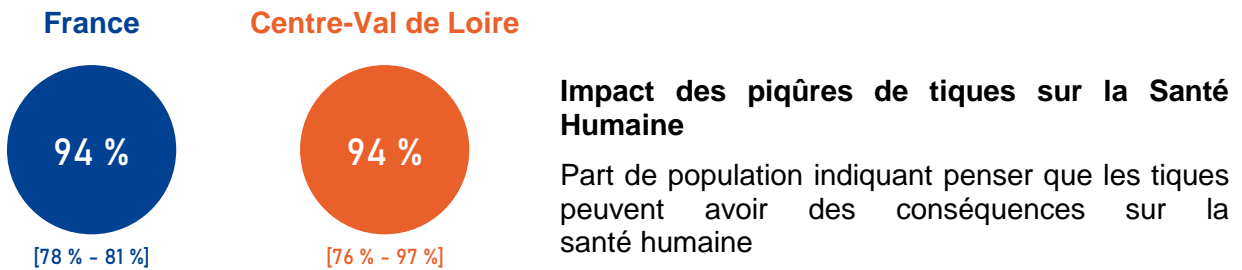 France
Centre-Val de Loire
94 %
94 %
[78 % – 81 %]
[76 % – 97 %]
Impact des piqûres de tiques sur la Santé
Humaine
Part de population indiquant penser que les tiques
peuvent avoir des conséquences sur la
santé humaine